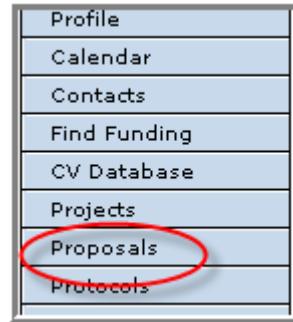 Profile
Calendar
Contacts
Find Funding
CV Database
Projects
Proposals
Protocols